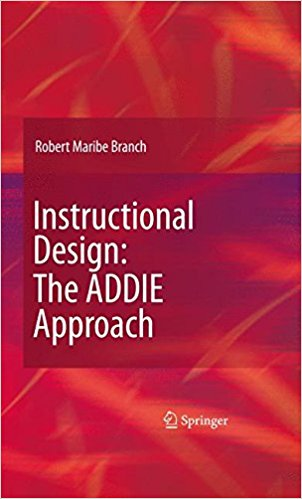 Robert Maribe Branch
Instructional
Design:
The ADDIE
Approach
Springer